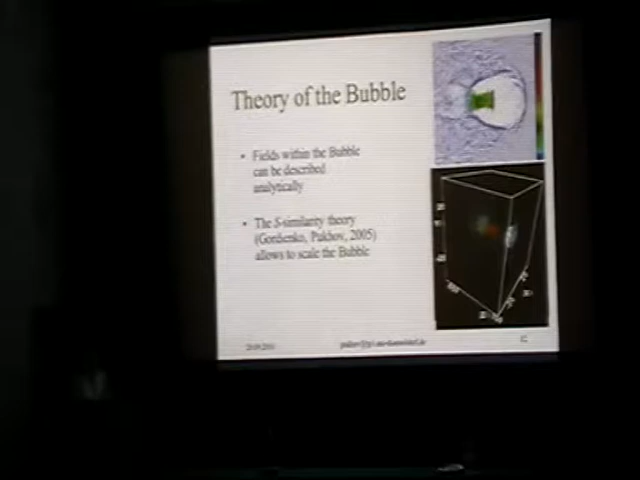 Theory of the Bubble
• Fields within the Bubble
can be described
analytically
• The S-similarity theory
(Gordienko, Pukhov, 2005)
allows to scale the Bubble
12